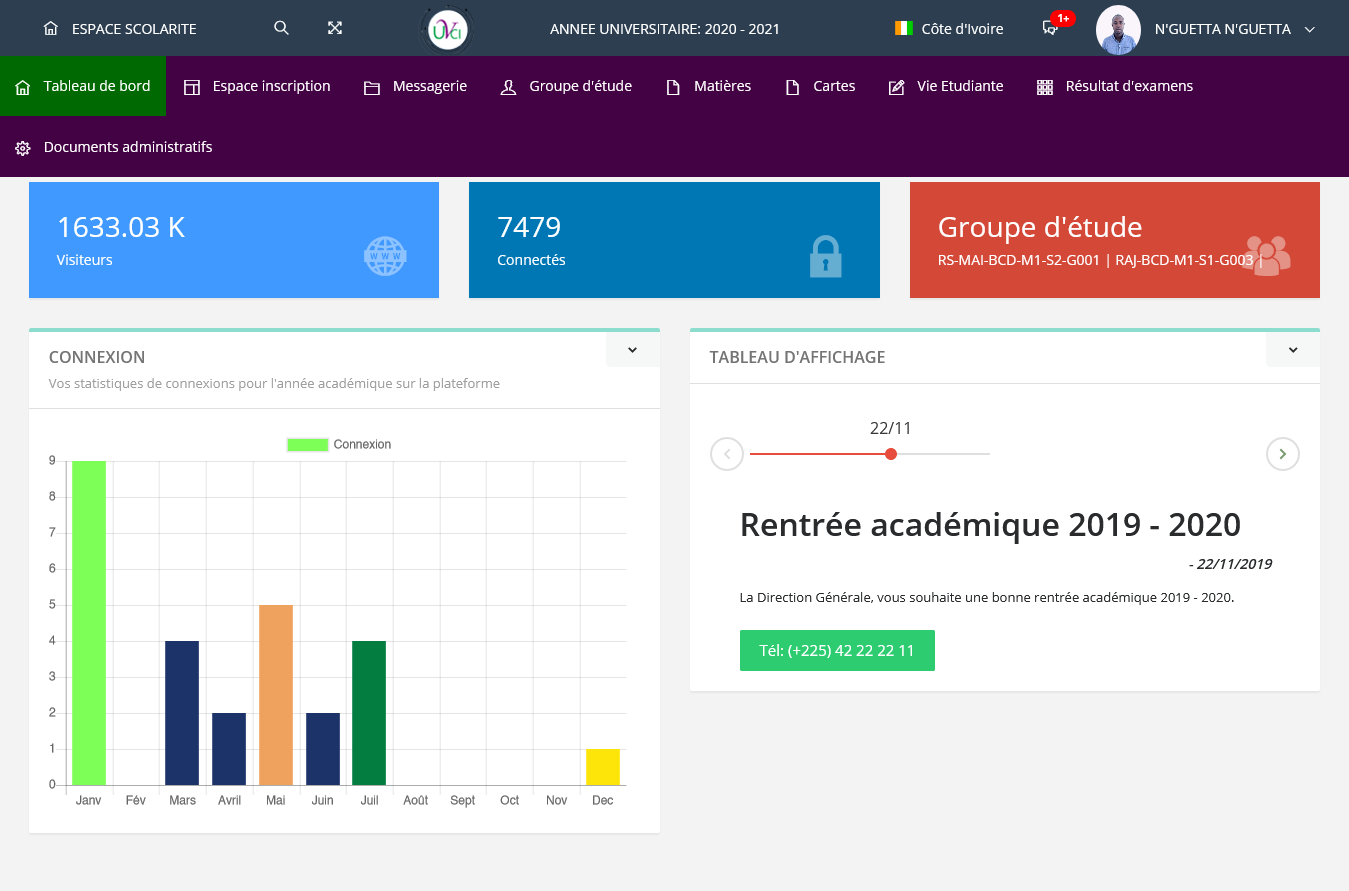 ESPACE SCOLARITE
UVCI
ANNEE UNIVERSITAIRE: 2020 - 2021
Côte d'Ivoire
1+
N'GUETTA N'GUETTA
Tableau de bord
Espace inscription
Messagerie
Groupe d'étude
Matières
Cartes
Vie Etudiante
Résultat d'examens
Documents administratifs
1633.03 K
Visiteurs
WWW
7479
Connectés
Groupe d'étude
RS-MAI-BCD-M1-S2-G001 | RAJ-BCD-M1-S1-G003 |
CONNEXION
Vos statistiques de connexions pour l'année académique sur la plateforme
Connexion
9
8
7
6
5
4
3
2
1
0
Janv Fév Mars Avril Mai Juin Juil Août Sept Oct Nov Dec
TABLEAU D'AFFICHAGE
22/11
Rentrée académique 2019 - 2020
- 22/11/2019
La Direction Générale, vous souhaite une bonne rentrée académique 2019 - 2020.
Tél: (+225) 42 22 22 11